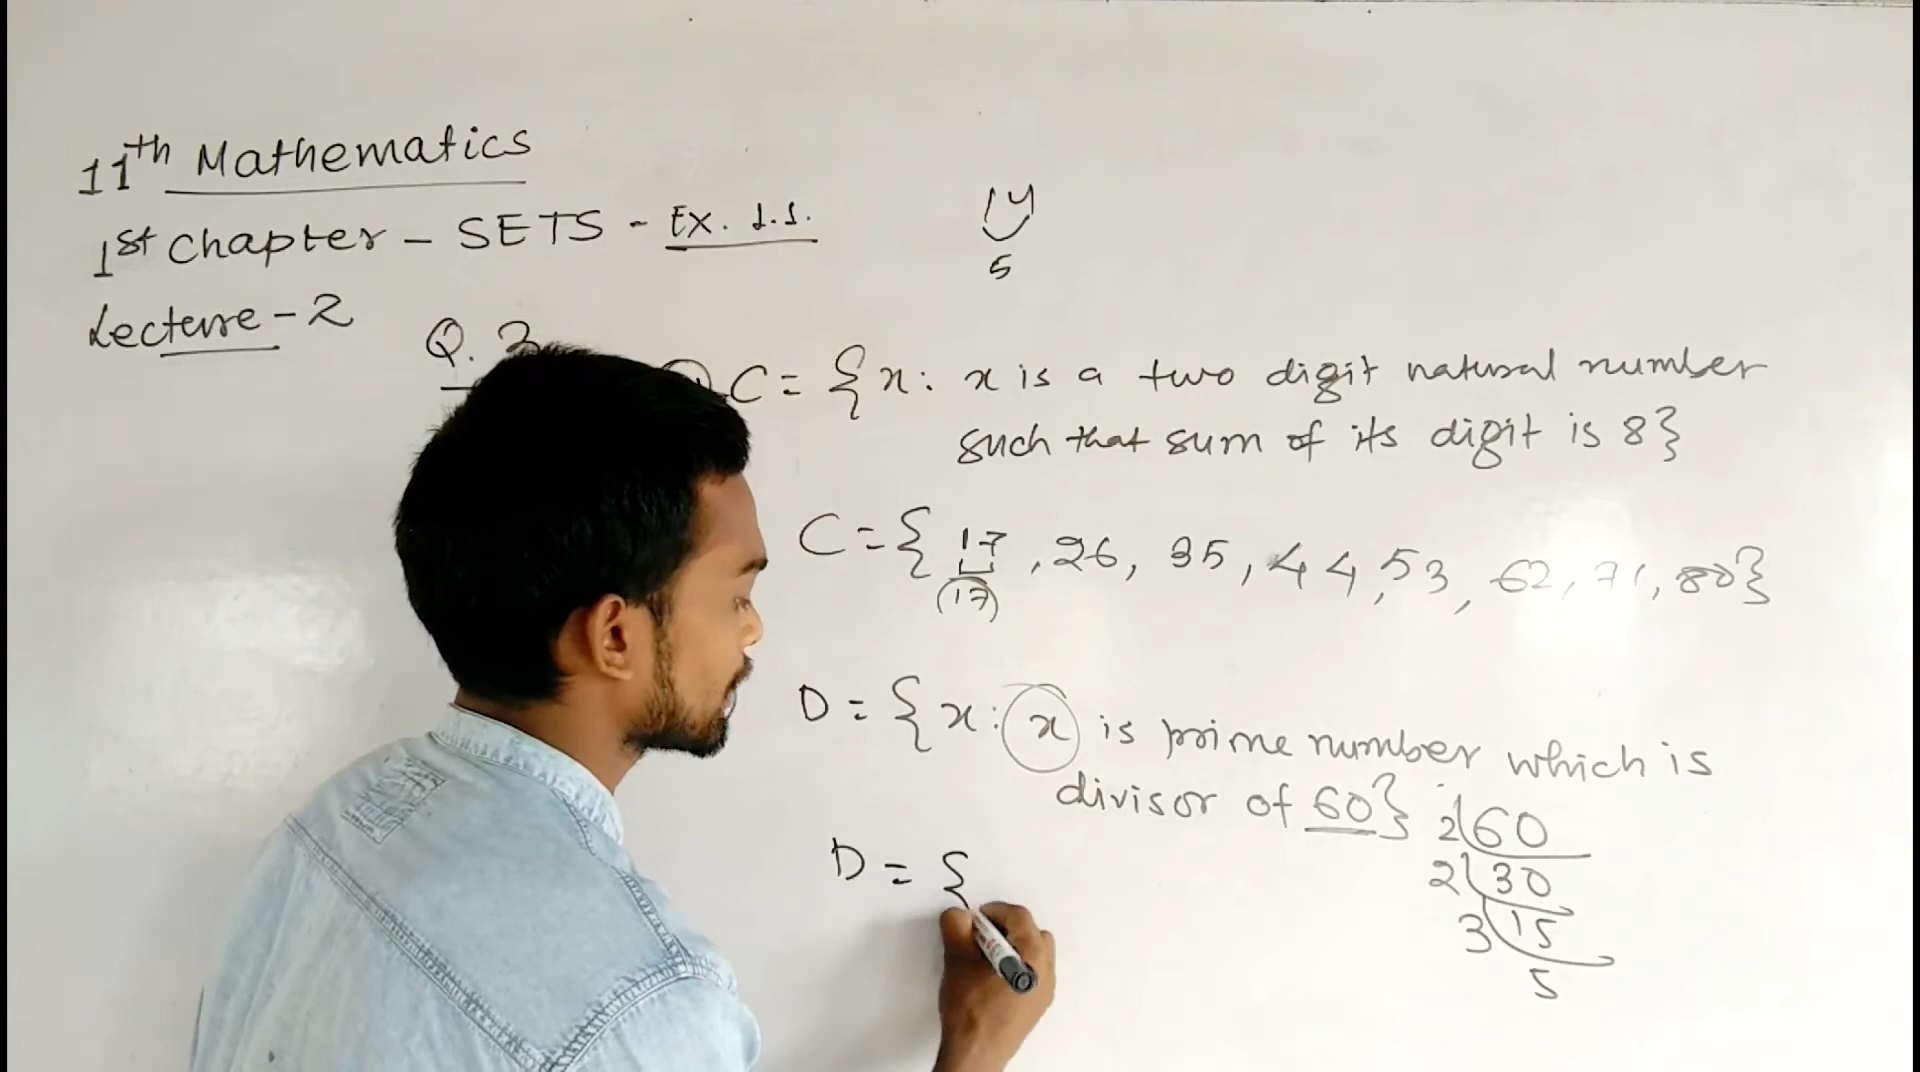 11th Mathematics
1st Chapter - SETS - Ex. 1.1.
Lecture - 2
14
5
Q. 3
C = { x : x is a two digit natural number
such that sum of its digit is 8 }
C = { 17 , 26 , 35 , 44 , 53 , 62 , 71 , 80 }
(17)
D = { x : x is prime number which is
divisor of 60 }
2 60
D = {
2 30
3 15
5